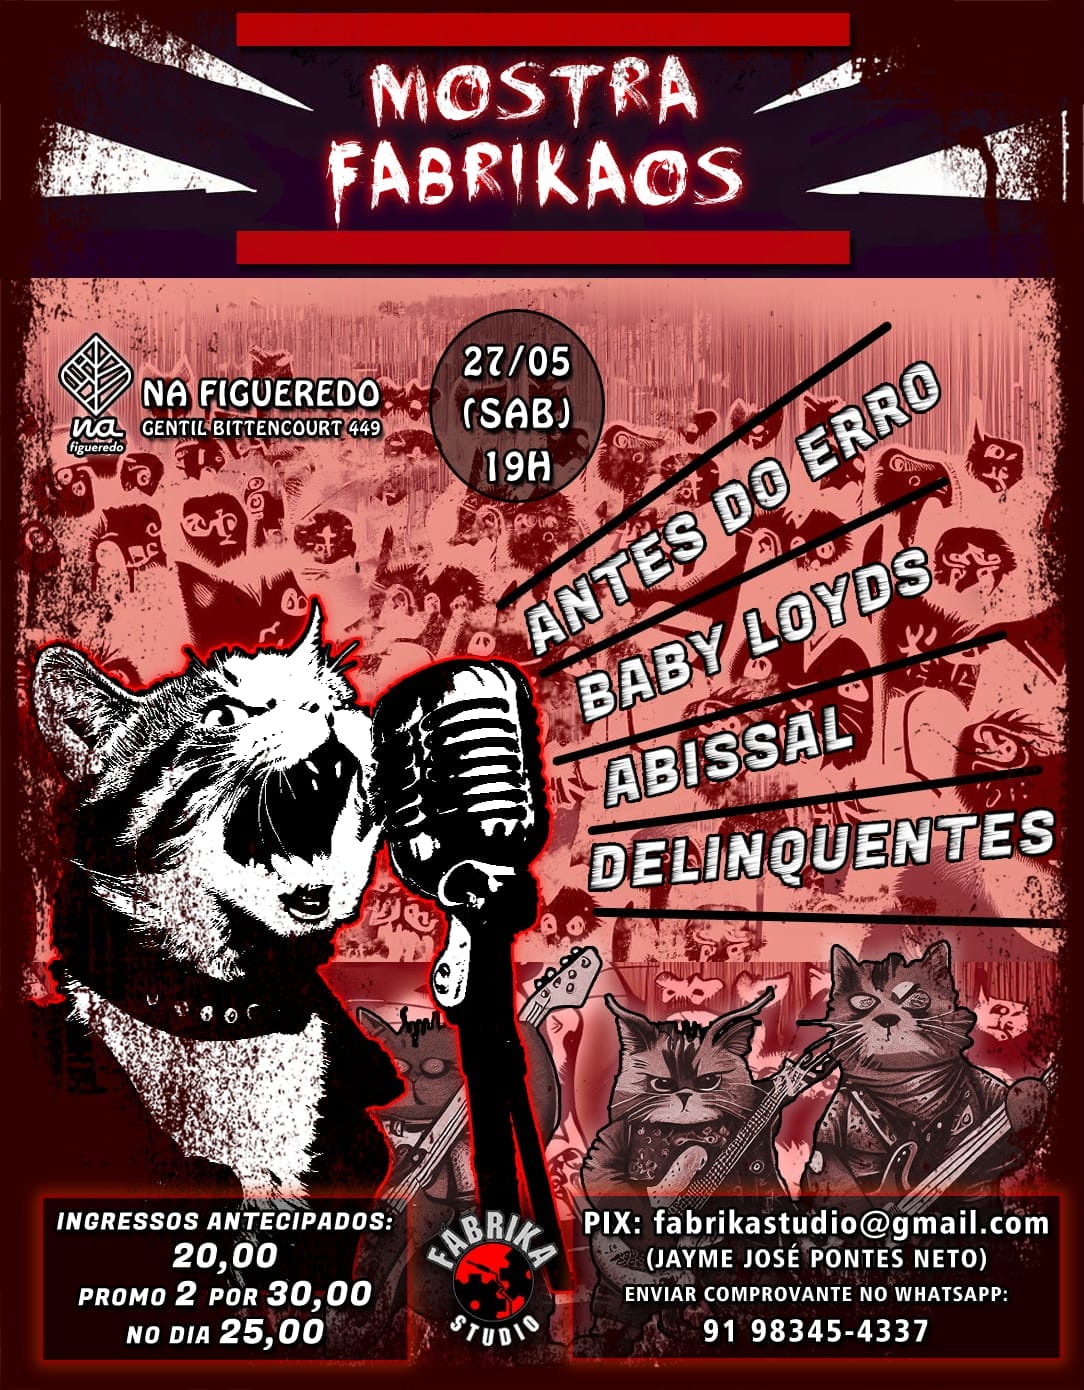 MOSTRA
FABRIKAOS
na
figueredo
NA FIGUEREDO
GENTIL BITTENCOURT 449
27/05
(SAB)
19H
ANTES DO ERRO
BABY LOYDS
ABISSAL
DELINQUENTES
INGRESSOS ANTECIPADOS:
20,00
PROMO 2 POR 30,00
NO DIA 25,00
FABRIKA
STUDIO
PIX: fabrikastudio@gmail.com
(JAYME JOSÉ PONTES NETO)
ENVIAR COMPROVANTE NO WHATSAPP:
91 98345-4337